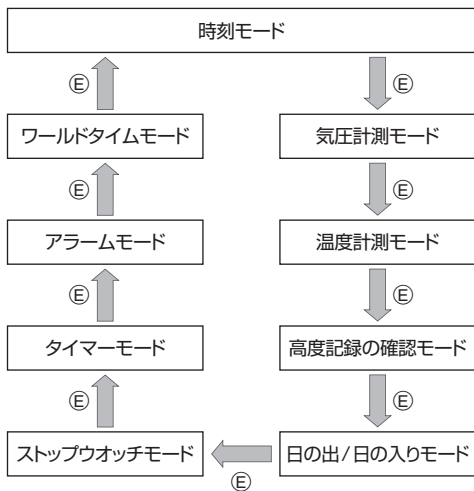 時刻モード
Ⓔ
Ⓔ
ワールドタイムモード
気圧計測モード
Ⓔ
Ⓔ
アラームモード
温度計測モード
Ⓔ
Ⓔ
タイマーモード
高度記録の確認モード
Ⓔ
Ⓔ
ストップウオッチモード
日の出/日の入りモード
Ⓔ